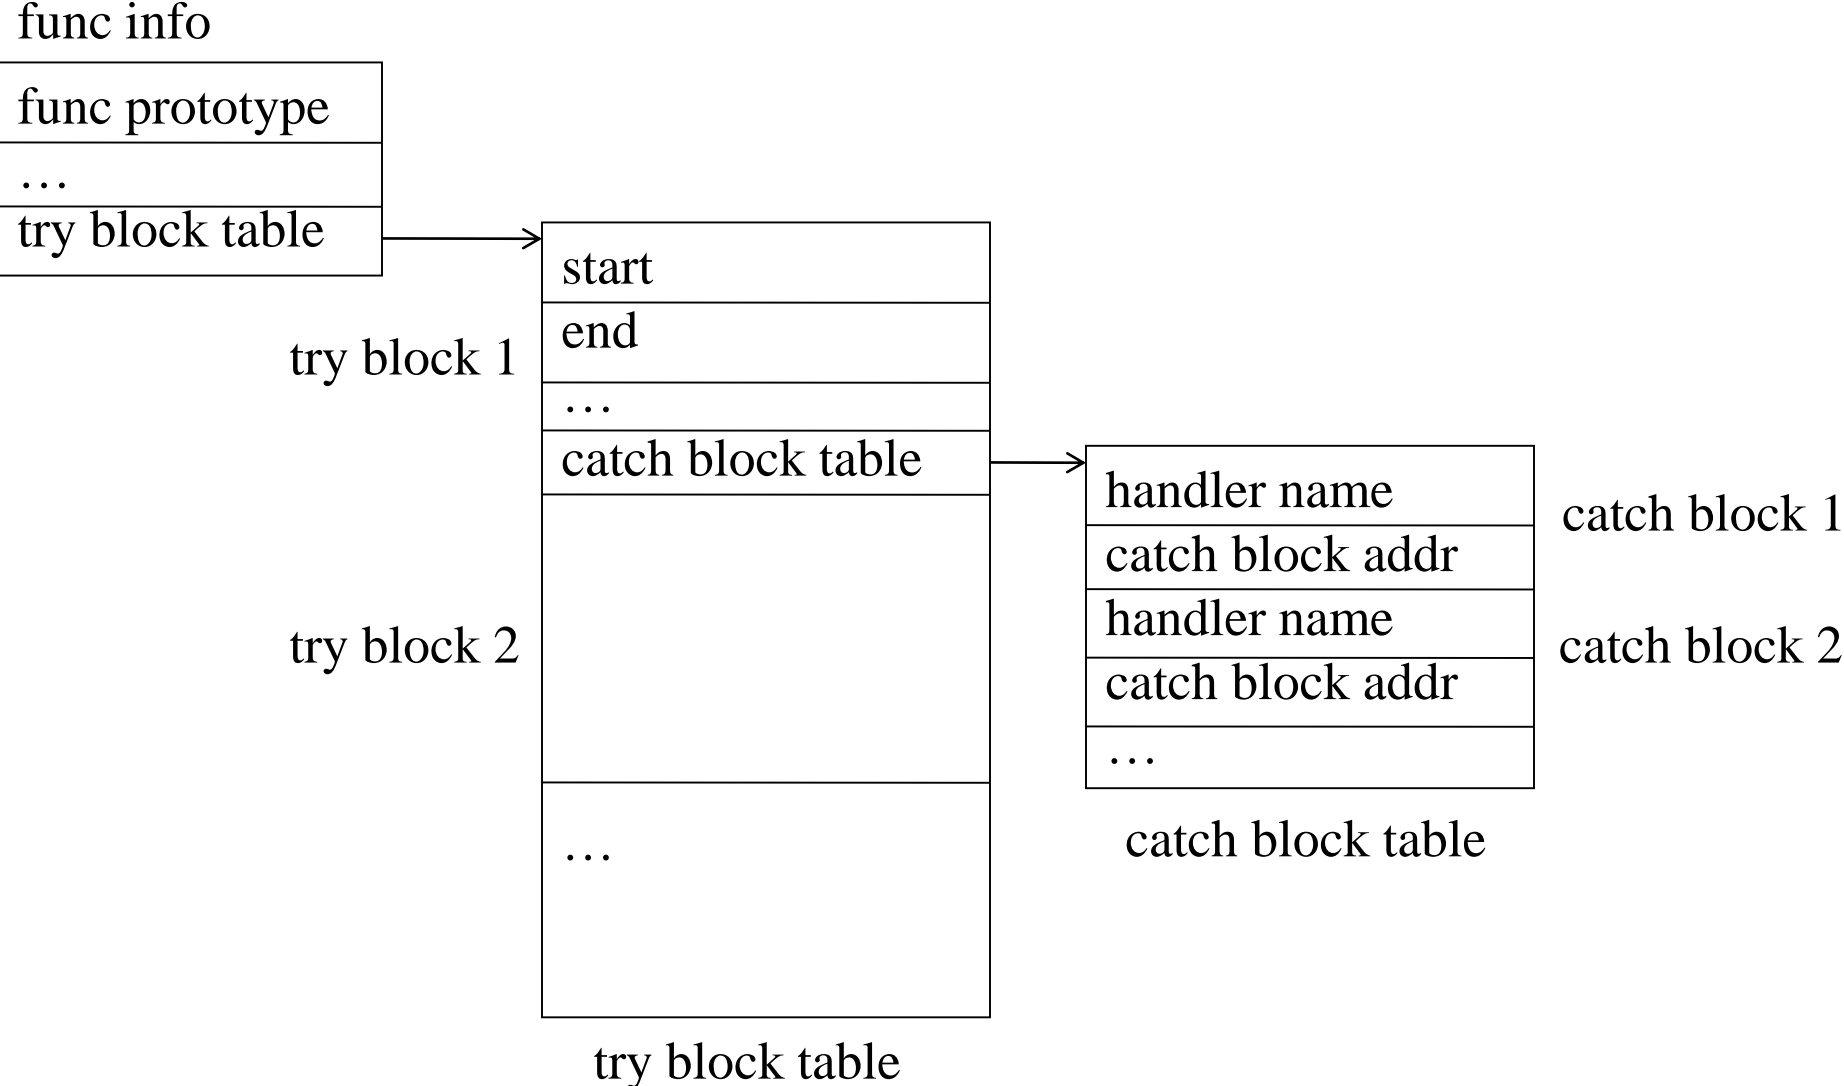 func info
func prototype
…
try block table
start
end
try block 1
…
catch block table
handler name
catch block 1
catch block addr
handler name
try block 2
catch block 2
catch block addr
…
catch block table
…
try block table